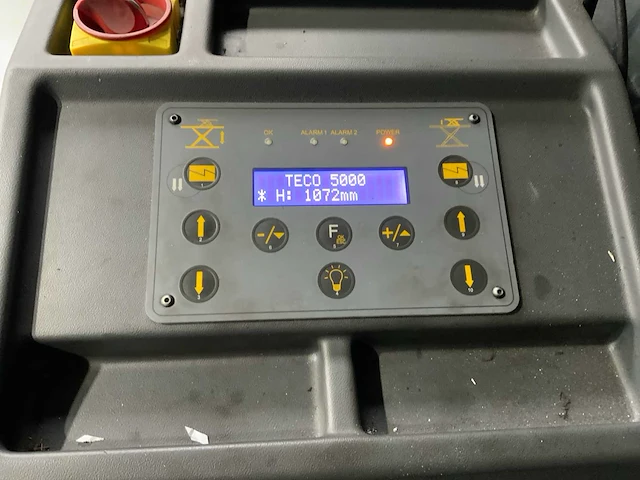 OK ALARM 1 ALARM 2 POWER
TECO 5000
* H: 1072mm
-/ F +/